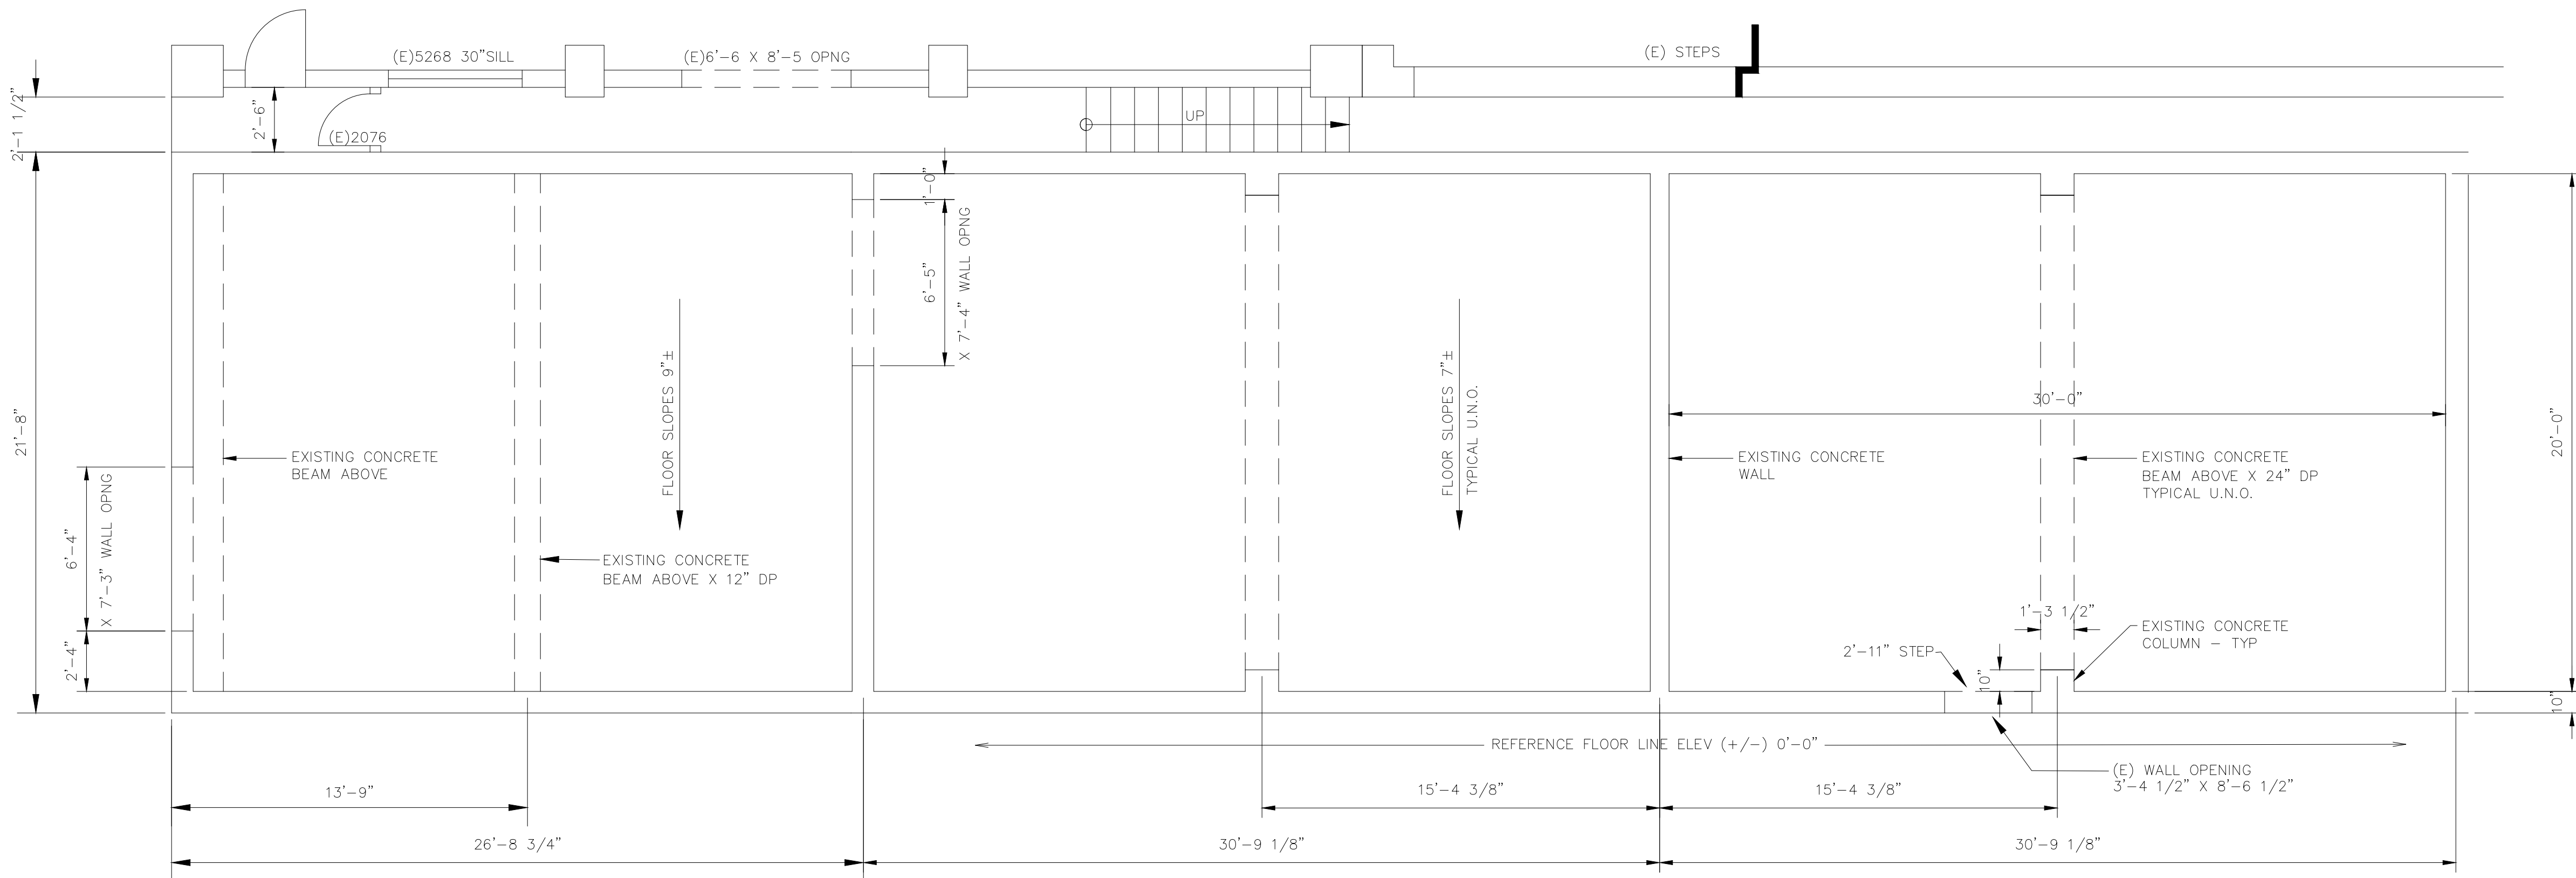 (E)5268 30"SILL
(E)6'-6 X 8'-5 OPNG
(E) STEPS
2'-1 1/2"
2'-6"
(E)2076
UP
1'-0"
6'-5"
X 7'-4" WALL OPNG
21'-8"
FLOOR SLOPES 9"±
FLOOR SLOPES 7"±
TYPICAL U.N.O.
30'-0"
20'-0"
EXISTING CONCRETE
BEAM ABOVE
EXISTING CONCRETE
WALL
EXISTING CONCRETE
BEAM ABOVE X 24" DP
TYPICAL U.N.O.
6'-4"
X 7'-3" WALL OPNG
EXISTING CONCRETE
BEAM ABOVE X 12" DP
2'-4"
1'-3 1/2"
EXISTING CONCRETE
COLUMN – TYP
2'-11" STEP
10"
10"
REFERENCE FLOOR LINE ELEV (+/-) 0'-0"
(E) WALL OPENING
3'-4 1/2" X 8'-6 1/2"
13'-9"
15'-4 3/8"
15'-4 3/8"
26'-8 3/4"
30'-9 1/8"
30'-9 1/8"